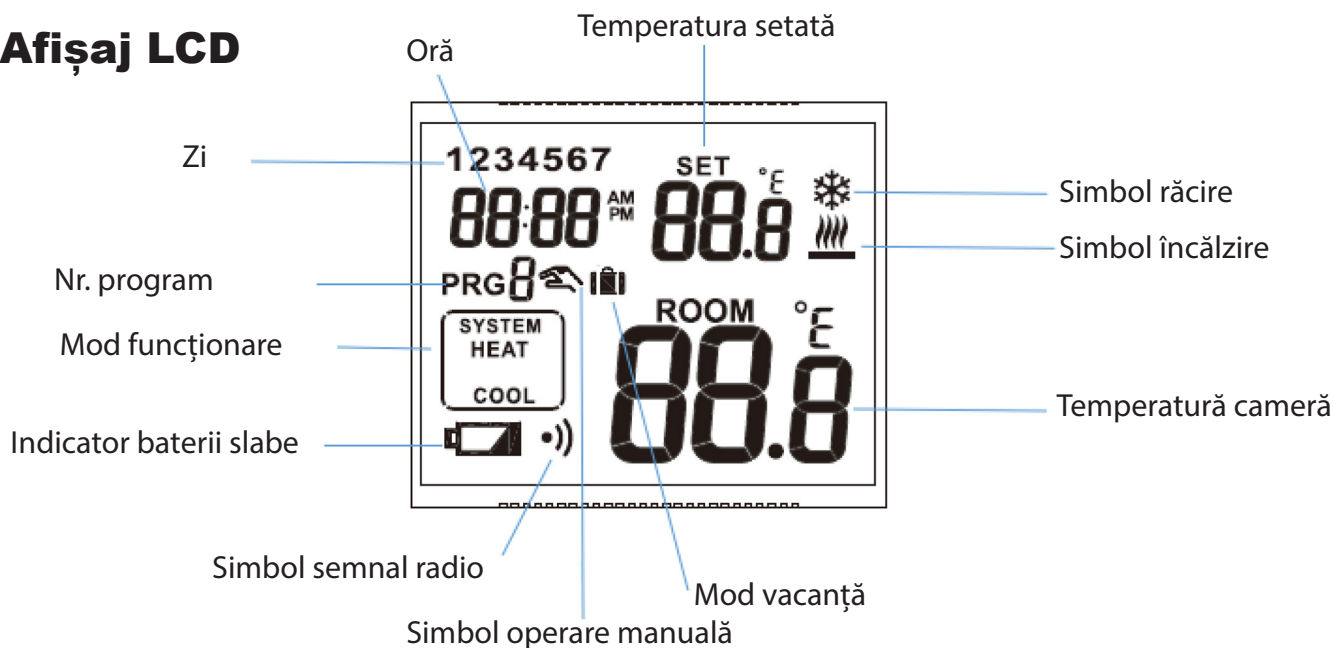 Afișaj LCD
Oră
Temperatura setată
Zi
1234567
SET
°E
88:88
AM
PM
88.8
Simbol răcire
Simbol încălzire
Nr. program
PRG8
ROOM
°E
Mod funcționare
SYSTEM
HEAT
COOL
88.8
Temperatură cameră
Indicator baterii slabe
Simbol semnal radio
Mod vacanță
Simbol operare manuală